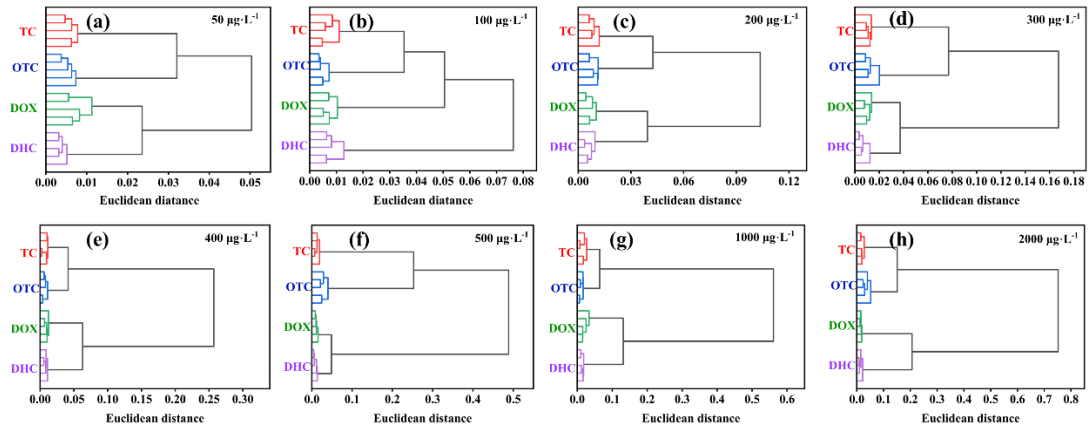 (a) 50 μg·L⁻¹
TC
OTC
DOX
DHC
0.00 0.01 0.02 0.03 0.04 0.05
Euclidean diatance
(b) 100 μg·L⁻¹
TC
OTC
DOX
DHC
0.00 0.01 0.02 0.03 0.04 0.05 0.06 0.07 0.08
Euclidean diatance
(c) 200 μg·L⁻¹
TC
OTC
DOX
DHC
0.00 0.03 0.06 0.09 0.12
Euclidean distance
(d) 300 μg·L⁻¹
TC
OTC
DOX
DHC
0.00 0.02 0.04 0.06 0.08 0.100 0.120 0.140 0.160 0.18
Euclidean distance
(e) 400 μg·L⁻¹
TC
OTC
DOX
DHC
0.00 0.05 0.10 0.15 0.20 0.25 0.30
Euclidean distance
(f) 500 μg·L⁻¹
TC
OTC
DOX
DHC
0.0 0.1 0.2 0.3 0.4 0.5
Euclidean distance
(g) 1000 μg·L⁻¹
TC
OTC
DOX
DHC
0.0 0.1 0.2 0.3 0.4 0.5 0.6
Euclidean distance
(h) 2000 μg·L⁻¹
TC
OTC
DOX
DHC
0.0 0.1 0.2 0.3 0.4 0.5 0.6 0.7 0.8
Euclidean distance